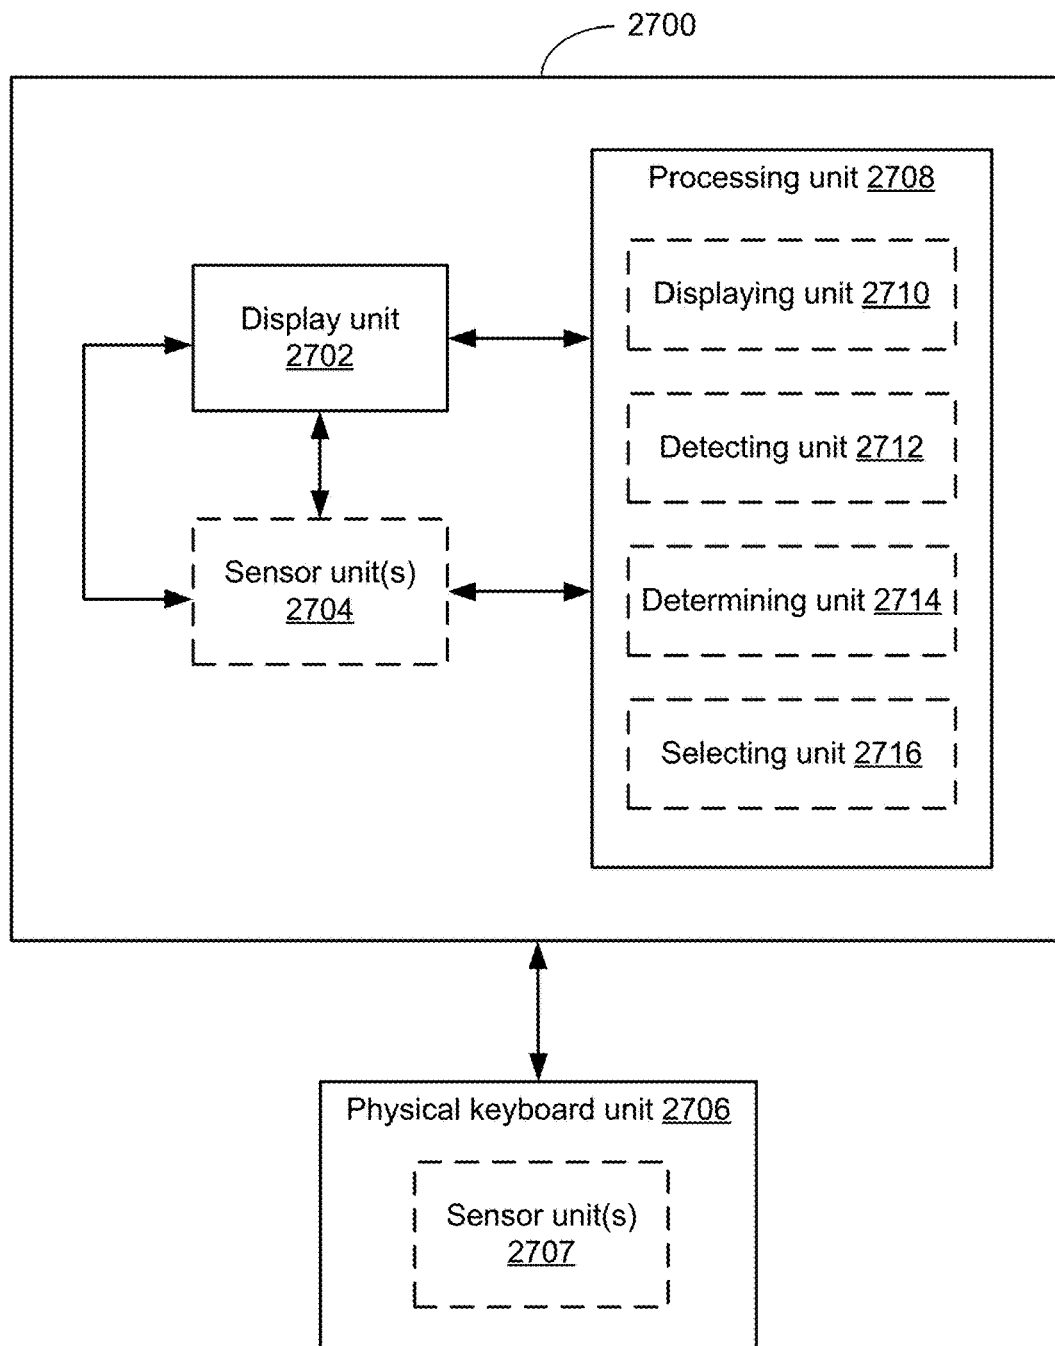 2700
Processing unit 2708
Displaying unit 2710
Display unit
2702
Detecting unit 2712
Sensor unit(s)
2704
Determining unit 2714
Selecting unit 2716
Physical keyboard unit 2706
Sensor unit(s)
2707